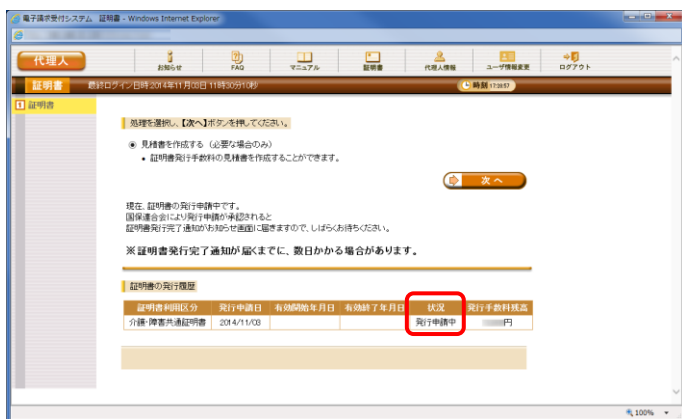 電子請求受付システム 証明書 - Windows Internet Explorer
代理人
お知らせ
FAQ
マニュアル
証明書
代理人情報
ユーザ情報変更
ログアウト
証明書
最終ログイン日時:2014年11月03日 11時30分10秒
時刻 17:28:57
証明書
処理を選択し、【次へ】ボタンを押してください。
見積書を作成する（必要な場合のみ）
• 証明書発行手数料の見積書を作成することができます。
次へ
現在、証明書の発行申請中です。
国保連合会により発行申請が承認されると
証明書発行完了通知がお知らせ画面に届きますので、しばらくお待ちください。
※証明書発行完了通知が届くまでに、数日かかる場合があります。
証明書の発行履歴
証明書利用区分 発行申請日 有効開始年月日 有効終了年月日 状況 発行手数料残高
介護・障害共通証明書 2014/11/03 発行申請中 円
100%